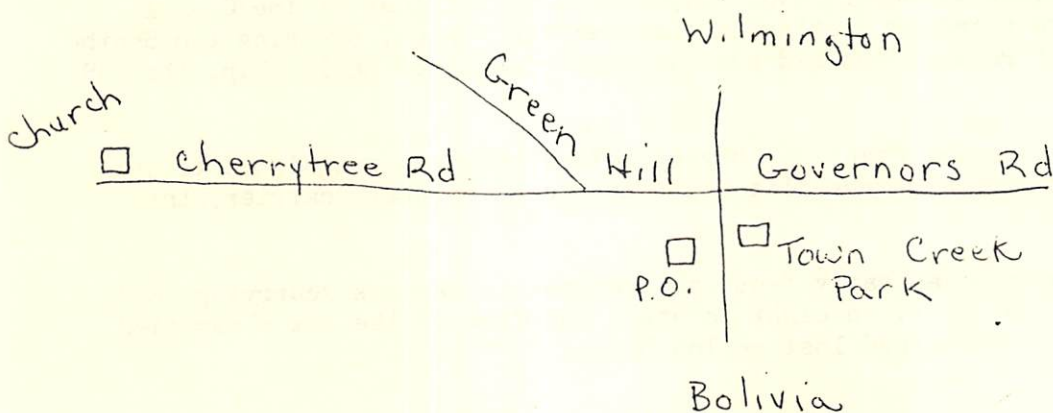 Wilmington
Green
Church
Cherrytree Rd.
Hill
Governors Rd
P.O.
Town Creek
Park
Bolivia